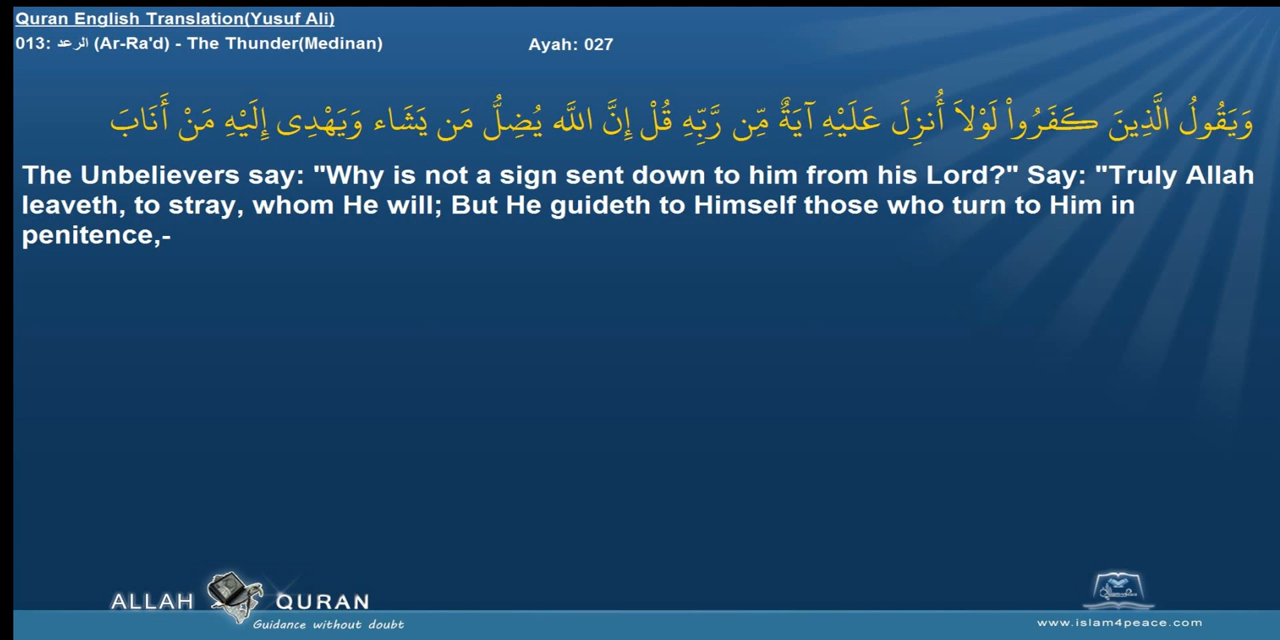 Quran English Translation(Yusuf Ali)
013: الرعد (Ar-Ra'd) - The Thunder(Medinan) Ayah: 027
وَيَقُولُ الَّذِينَ كَفَرُواْ لَوْلاَ أُنزِلَ عَلَيْهِ آيَةٌ مِّن رَّبِّهِ قُلْ إِنَّ اللّه يُضِلُّ مَن يَشَاء وَيَهْدِى إِلَيْهِ مَنْ أَنَابَ
The Unbelievers say: "Why is not a sign sent down to him from his Lord?" Say: "Truly Allah
leaveth, to stray, whom He will; But He guideth to Himself those who turn to Him in
penitence,-
ALLAH QURAN
Guidance without doubt
www.islam4peace.com